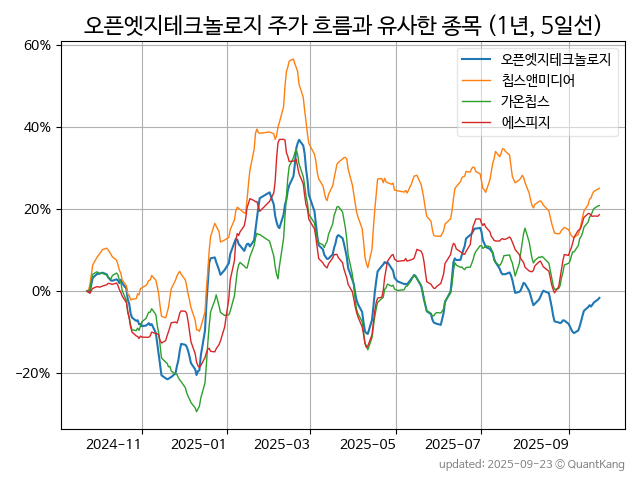 오픈엣지테크놀로지 주가 흐름과 유사한 종목 (1년, 5일선)
60%
40%
20%
0%
−20%
오픈엣지테크놀로지
칩스앤미디어
가온칩스
에스피지
2024-11
2025-01
2025-03
2025-05
2025-07
2025-09
updated: 2025-09-23 © QuantKang